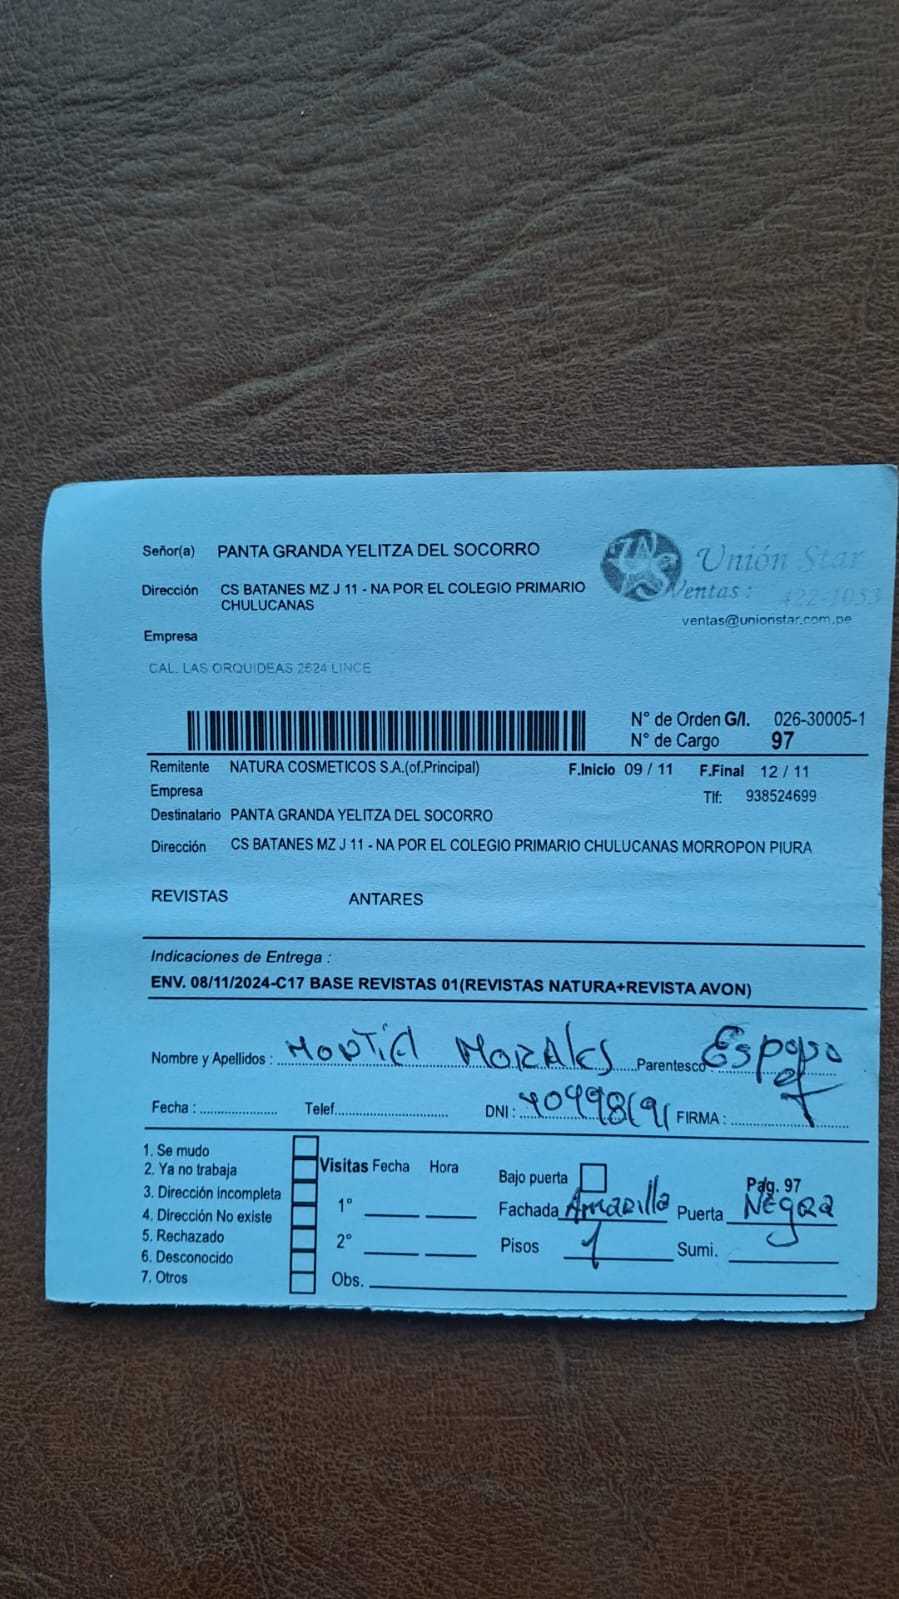 Señor(a) PANTA GRANDA YELITZA DEL SOCORRO
Unión Star
Dirección CS BATANES MZ J 11 - NA POR EL COLEGIO PRIMARIO
CHULUCANAS
Ventas : 422-1053
ventas@unionstar.com.pe
Empresa
CAL. LAS ORQUIDEAS 2624 LINCE
N° de Orden G/I. 026-30005-1
N° de Cargo 97
Remitente NATURA COSMETICOS S.A.(of.Principal) F.Inicio 09 / 11 F.Final 12 / 11
Empresa Tlf: 938524699
Destinatario PANTA GRANDA YELITZA DEL SOCORRO
Dirección CS BATANES MZ J 11 - NA POR EL COLEGIO PRIMARIO CHULUCANAS MORROPON PIURA
REVISTAS ANTARES
Indicaciones de Entrega :
ENV. 08/11/2024-C17 BASE REVISTAS 01(REVISTAS NATURA+REVISTA AVON)
Nombre y Apellidos : Morales Parentesco Esposo
Fecha : Telef. DNI : FIRMA :
1. Se mudo
2. Ya no trabaja
3. Dirección incompleta
4. Dirección No existe
5. Rechazado
6. Desconocido
7. Otros
Visitas Fecha Hora
1°
2°
Obs.
Bajo puerta Pag. 97
Fachada Amarilla Puerta Negra
Pisos 1 Sumi.